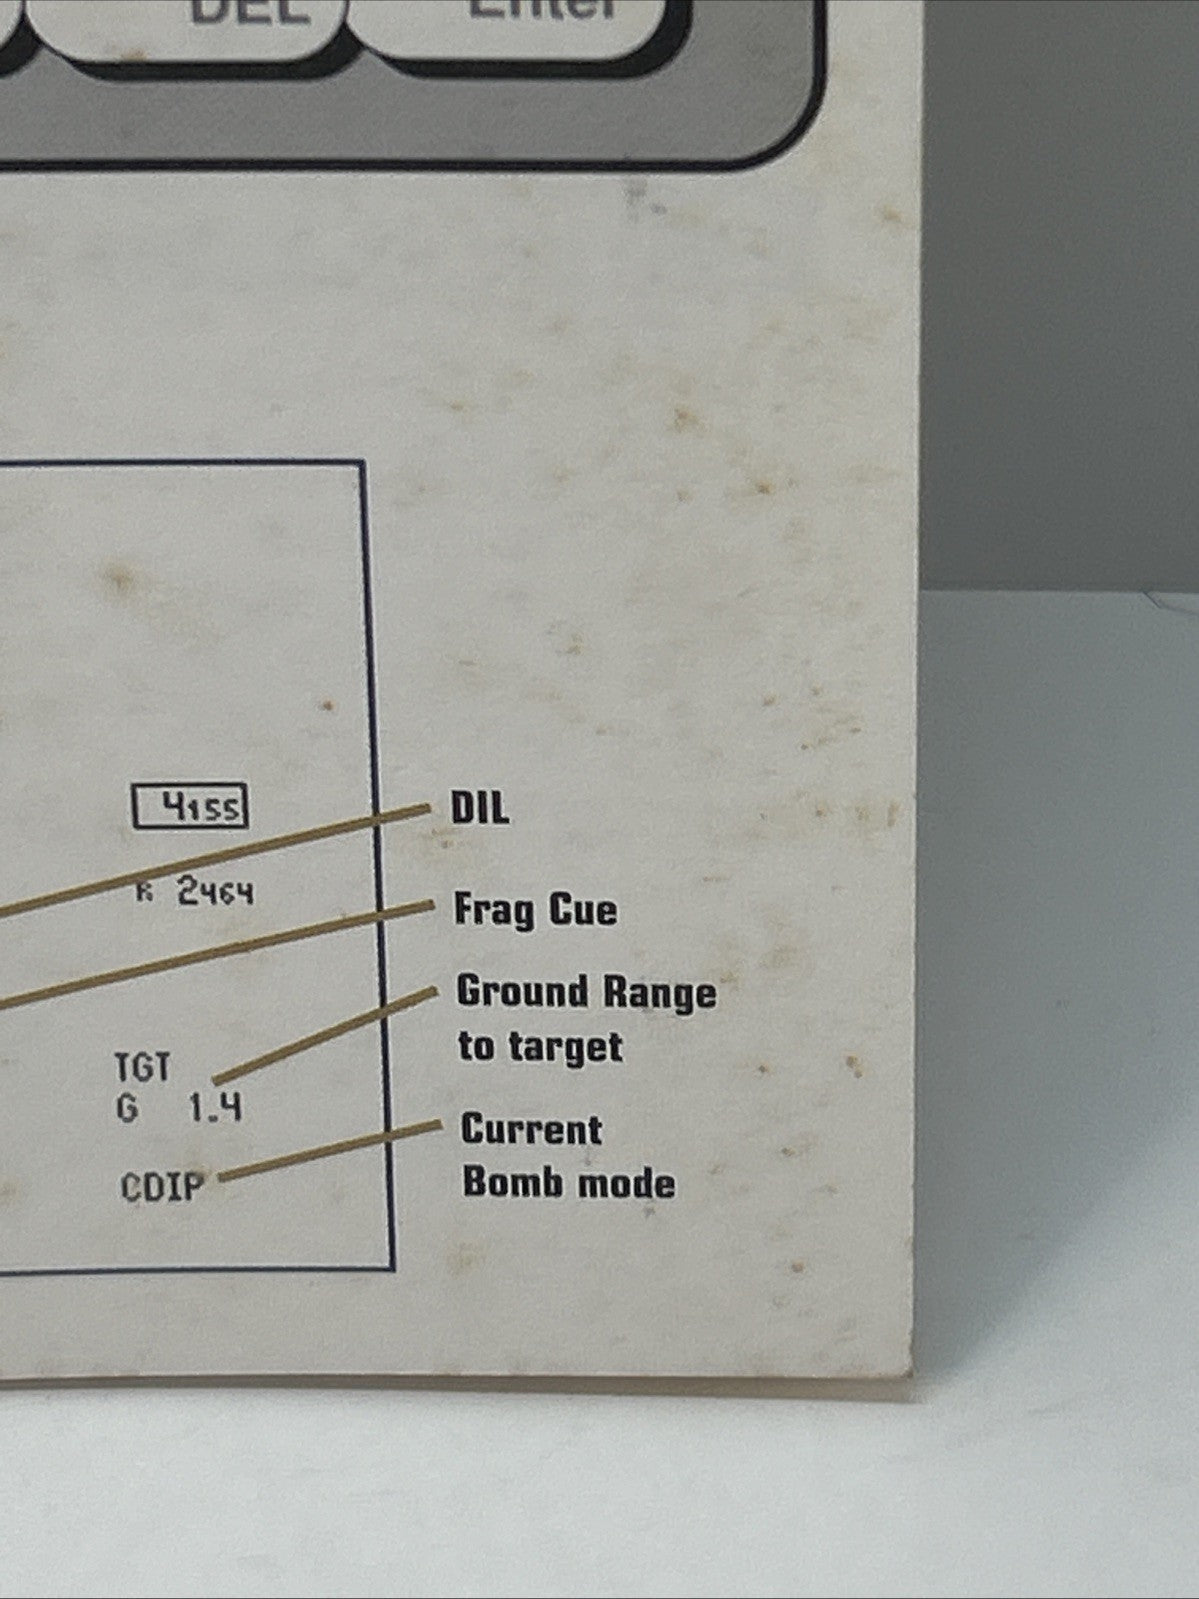 DEL
Enter
4155
DIL
R 2464
Frag Cue
Ground Range
to target
TGT
G 1.4
Current
Bomb mode
CDIP